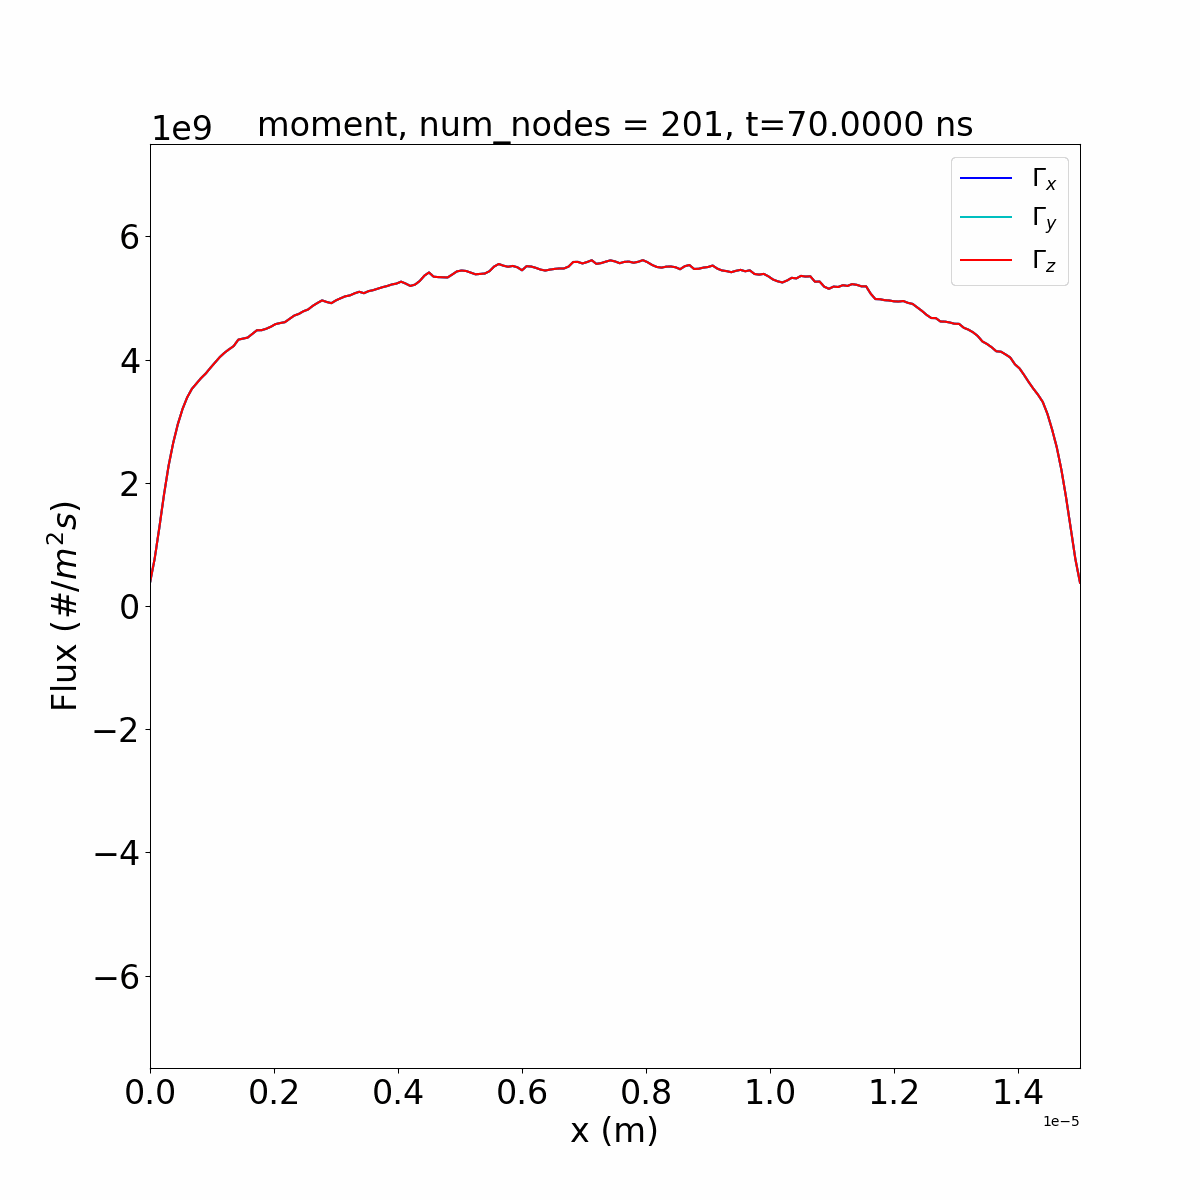 1e9
moment, num_nodes = 201, t=70.0000 ns
Γx
Γy
Γz
6
4
2
0
−2
−4
−6
Flux (#/m²s)
0.0 0.2 0.4 0.6 0.8 1.0 1.2 1.4
1e−5
x (m)